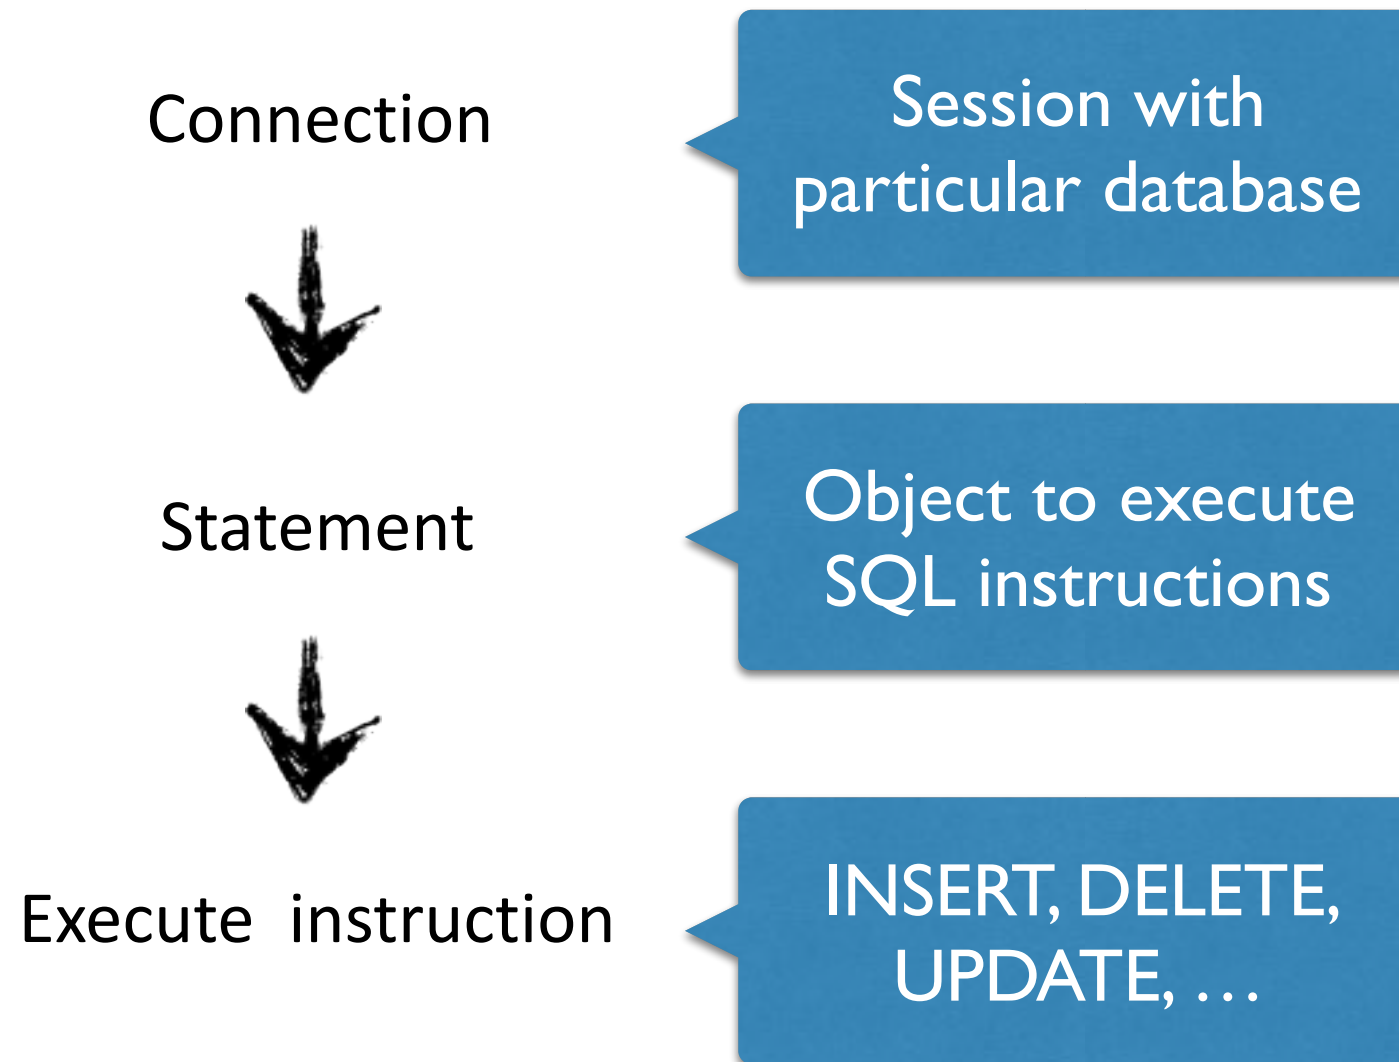 Connection
Session with
particular database
Statement
Object to execute
SQL instructions
Execute instruction
INSERT, DELETE,
UPDATE, …